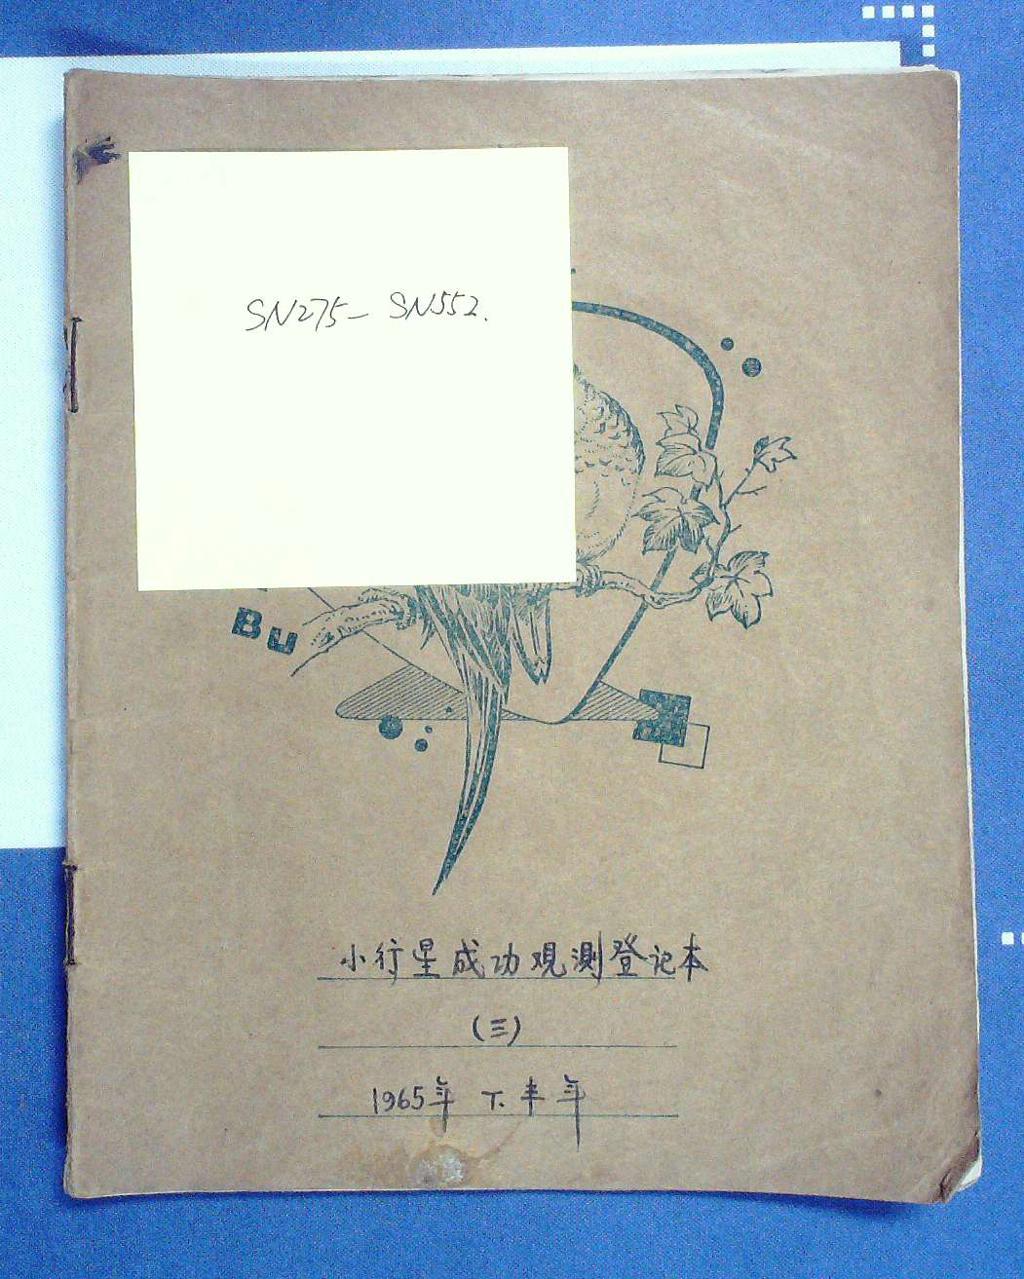 SN275- SN552.
Bu
小行星成功观测登记本
(三)
1965年 下半年